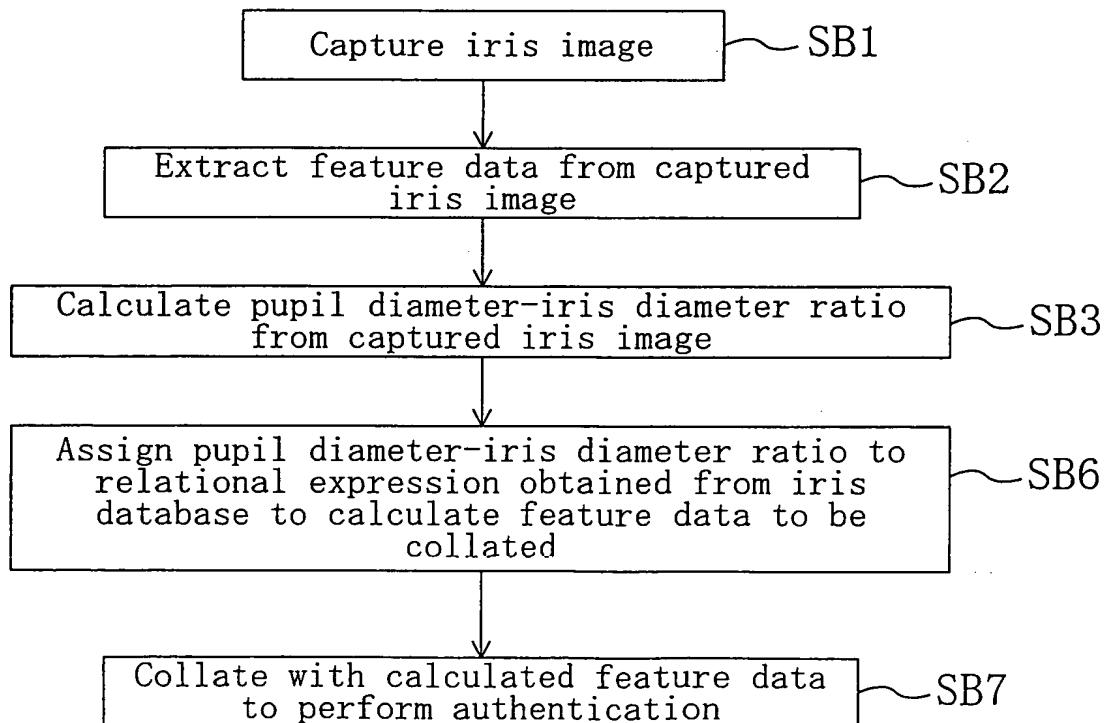 Capture iris image
SB1
Extract feature data from captured
iris image
SB2
Calculate pupil diameter-iris diameter ratio
from captured iris image
SB3
Assign pupil diameter-iris diameter ratio to
relational expression obtained from iris
database to calculate feature data to be
collated
SB6
Collate with calculated feature data
to perform authentication
SB7